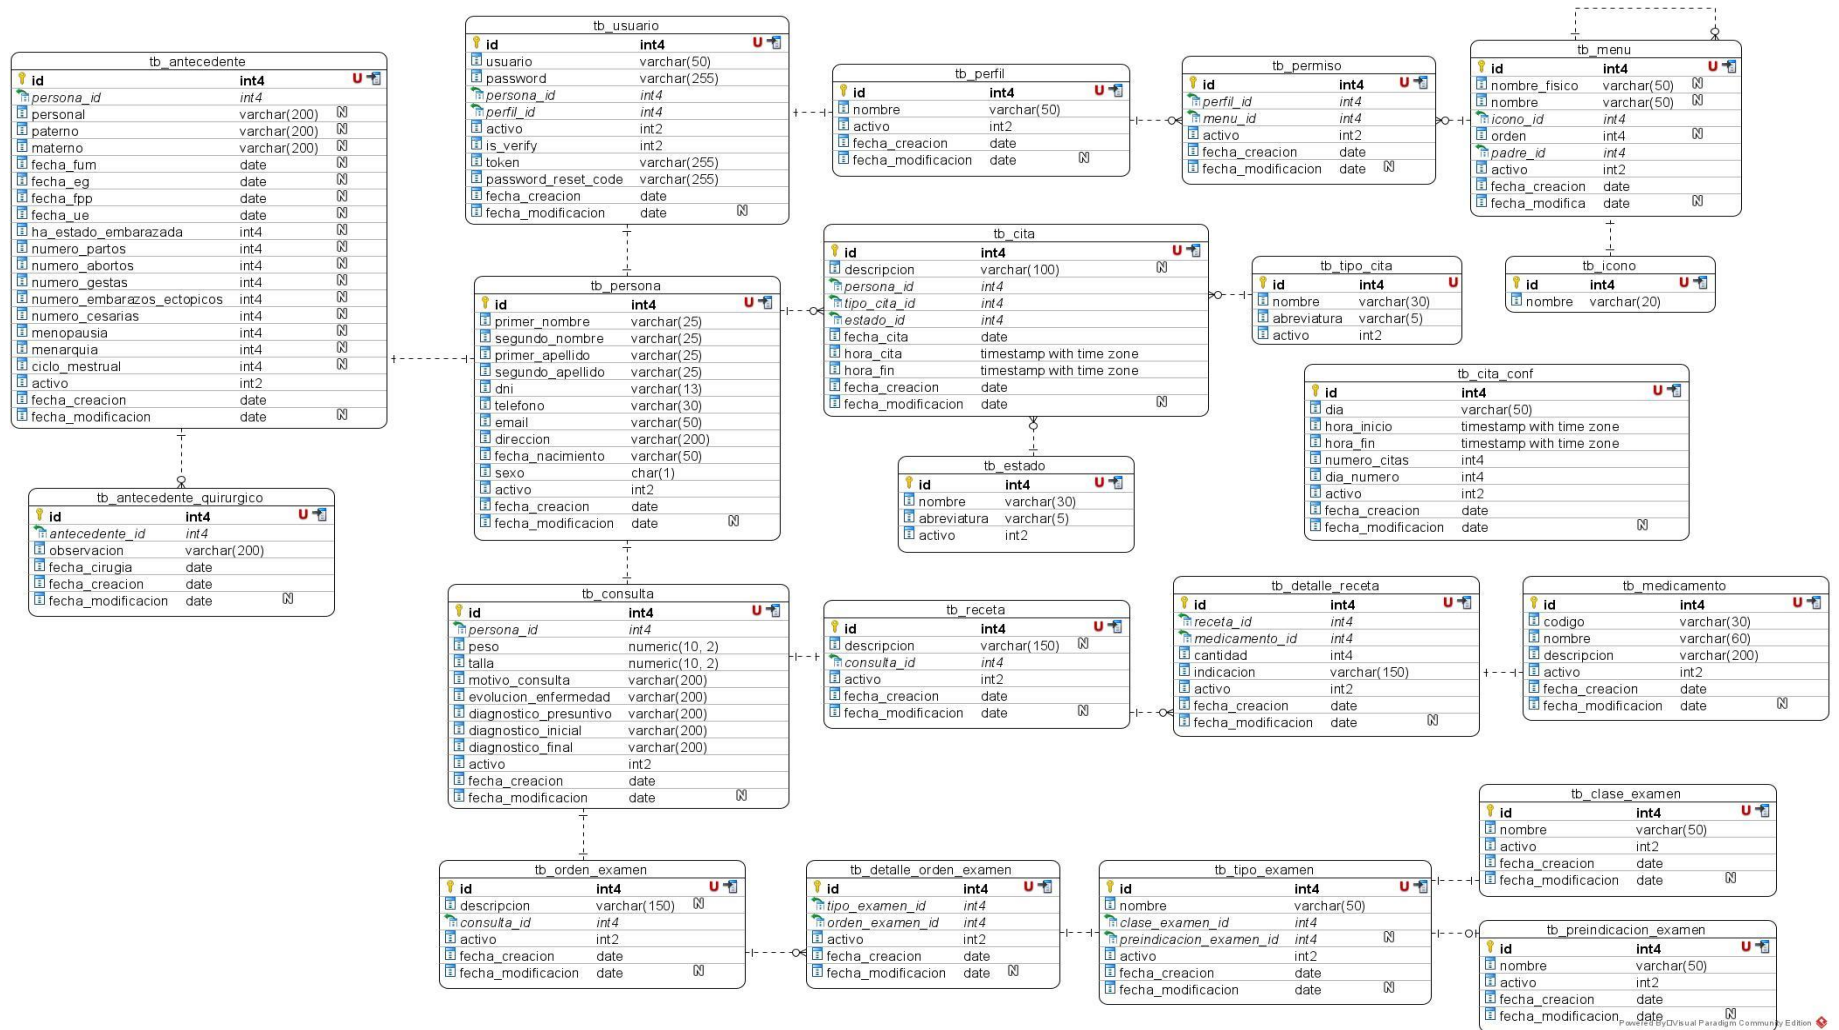 tb_antecedente
id int4 U
persona_id int4
personal varchar(200) N
paterno varchar(200) N
materno varchar(200) N
fecha_fum date N
fecha_eg date N
fecha_fpp date N
fecha_ue date N
ha_estado_embarazada int4 N
numero_partos int4 N
numero_abortos int4 N
numero_gestas int4 N
numero_embarazos_ectopicos int4 N
numero_cesarias int4 N
menopausia int4 N
menarquia int4 N
ciclo_mestrual int4 N
activo int2
fecha_creacion date
fecha_modificacion date N
tb_antecedente_quirurgico
id int4 U
antecedente_id int4
observacion varchar(200)
fecha_cirugia date
fecha_creacion date
fecha_modificacion date N
tb_usuario
id int4 U
usuario varchar(50)
password varchar(255)
persona_id int4
perfil_id int4
activo int2
is_verify int2
token varchar(255)
password_reset_code varchar(255)
fecha_creacion date
fecha_modificacion date N
tb_perfil
id int4 U
nombre varchar(50)
activo int2
fecha_creacion date
fecha_modificacion date N
tb_permiso
id int4 U
perfil_id int4
menu_id int4
activo int2
fecha_creacion date
fecha_modificacion date N
tb_menu
id int4 U
nombre_fisico varchar(50) N
nombre varchar(50) N
icono_id int4
orden int4 N
padre_id int4
activo int2
fecha_creacion date
fecha_modifica date N
tb_persona
id int4 U
primer_nombre varchar(25)
segundo_nombre varchar(25)
primer_apellido varchar(25)
segundo_apellido varchar(25)
dni varchar(13)
telefono varchar(30)
email varchar(50)
direccion varchar(200)
fecha_nacimiento varchar(50)
sexo char(1)
activo int2
fecha_creacion date
fecha_modificacion date N
tb_cita
id int4 U
descripcion varchar(100) N
persona_id int4
tipo_cita_id int4
estado_id int4
fecha_cita date
hora_cita timestamp with time zone
hora_fin timestamp with time zone
fecha_creacion date
fecha_modificacion date N
tb_tipo_cita
id int4 U
nombre varchar(30)
abreviatura varchar(5)
activo int2
tb_icono
id int4 U
nombre varchar(20)
tb_estado
id int4 U
nombre varchar(30)
abreviatura varchar(5)
activo int2
tb_cita_conf
id int4 U
dia varchar(50)
hora_inicio timestamp with time zone
hora_fin timestamp with time zone
numero_citas int4
dia_numero int4
activo int2
fecha_creacion date
fecha_modificacion date N
tb_consulta
id int4 U
persona_id int4
peso numeric(10, 2)
talla numeric(10, 2)
motivo_consulta varchar(200)
evolucion_enfermedad varchar(200)
diagnostico_presuntivo varchar(200)
diagnostico_inicial varchar(200)
diagnostico_final varchar(200)
activo int2
fecha_creacion date
fecha_modificacion date N
tb_receta
id int4 U
descripcion varchar(150) N
consulta_id int4
activo int2
fecha_creacion date
fecha_modificacion date N
tb_detalle_receta
id int4 U
receta_id int4
medicamento_id int4
cantidad int4
indicacion varchar(150)
activo int2
fecha_creacion date
fecha_modificacion date N
tb_medicamento
id int4 U
codigo varchar(30)
nombre varchar(60)
descripcion varchar(200)
activo int2
fecha_creacion date
fecha_modificacion date N
tb_orden_examen
id int4 U
descripcion varchar(150) N
consulta_id int4
activo int2
fecha_creacion date
fecha_modificacion date N
tb_detalle_orden_examen
id int4 U
tipo_examen_id int4
orden_examen_id int4
activo int2
fecha_creacion date
fecha_modificacion date N
tb_tipo_examen
id int4 U
nombre varchar(50)
clase_examen_id int4
preindicacion_examen_id int4 N
activo int2
fecha_creacion date
fecha_modificacion date N
tb_clase_examen
id int4 U
nombre varchar(50)
activo int2
fecha_creacion date
fecha_modificacion date N
tb_preindicacion_examen
id int4 U
nombre varchar(50)
activo int2
fecha_creacion date
fecha_modificacion date N
Powered By Visual Paradigm Community Edition